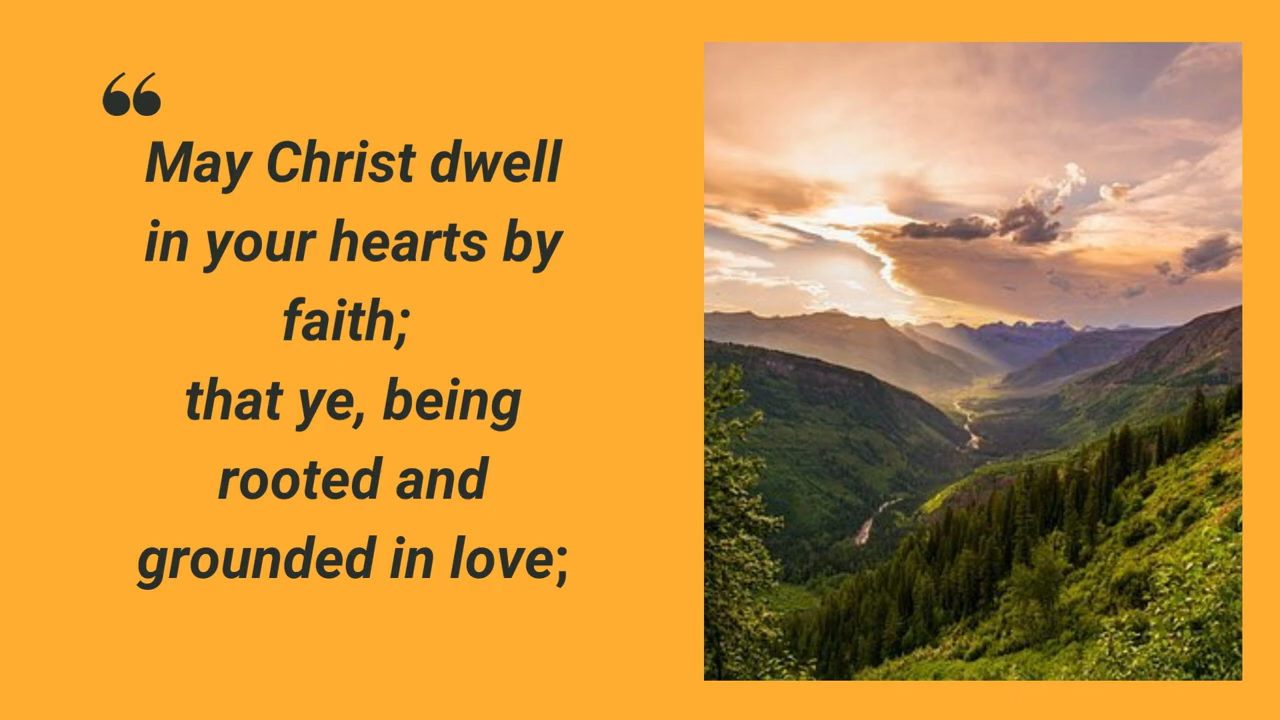 “
May Christ dwell
in your hearts by
faith;
that ye, being
rooted and
grounded in love;